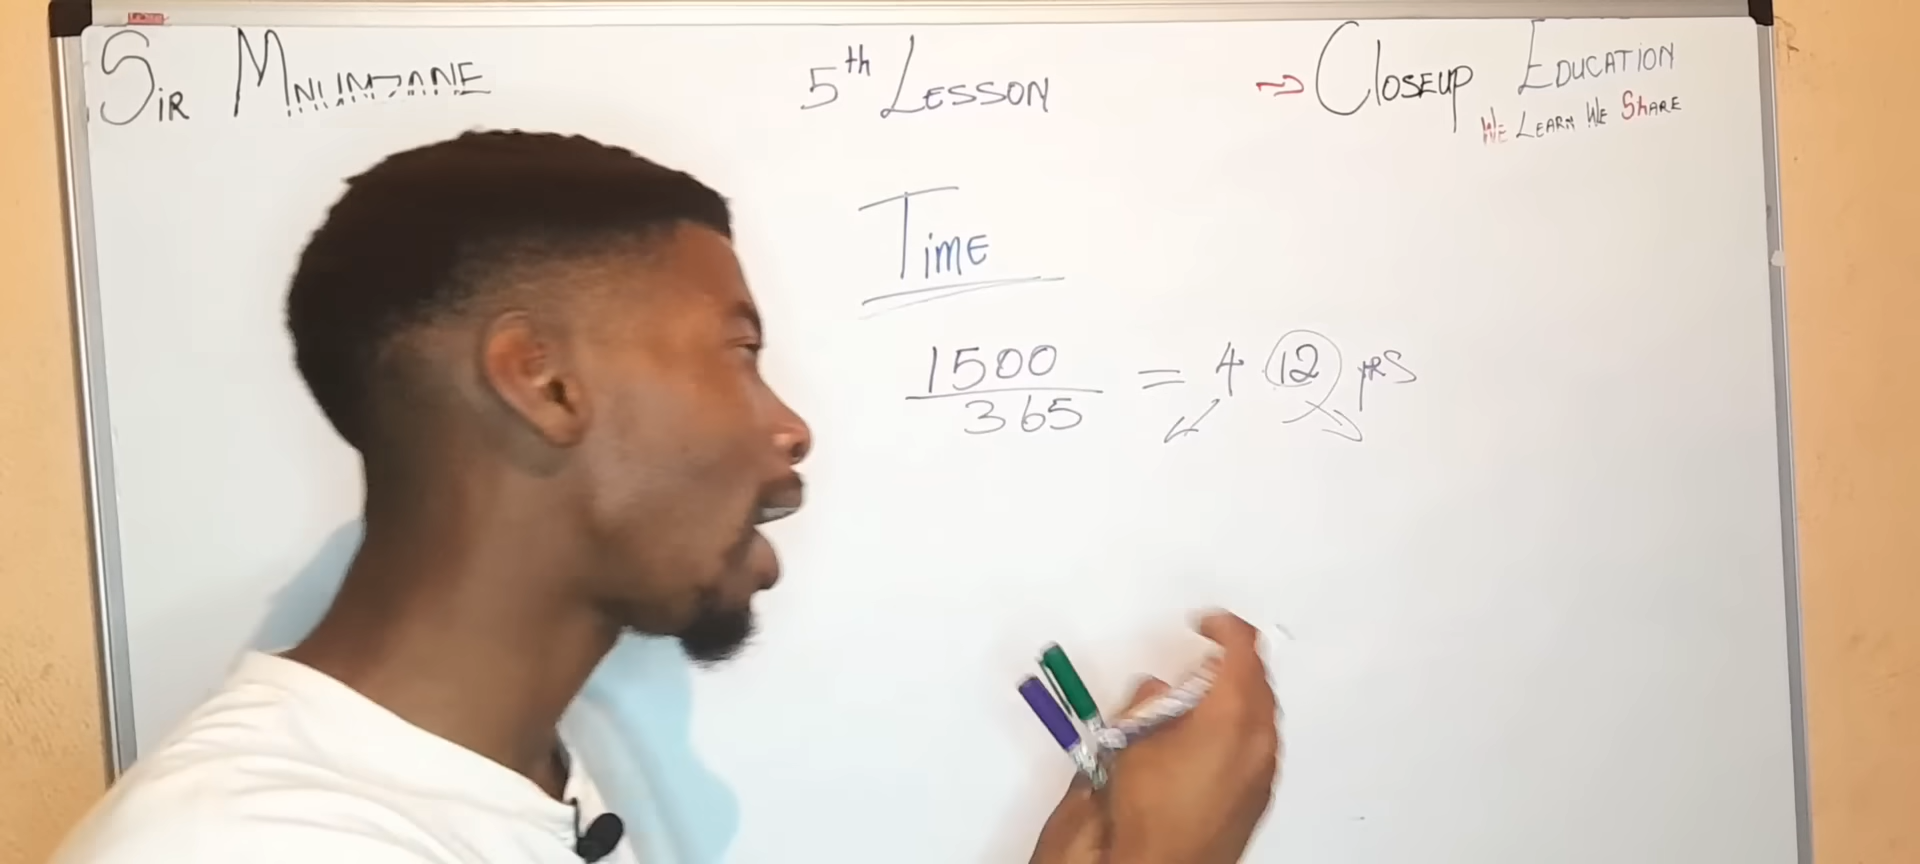 SIR MNUMZANE
5th LESSON
→ CLOSEUP EDUCATION
WE LEARN WE SHARE
TIME
1500
365
= 4.12 yRS